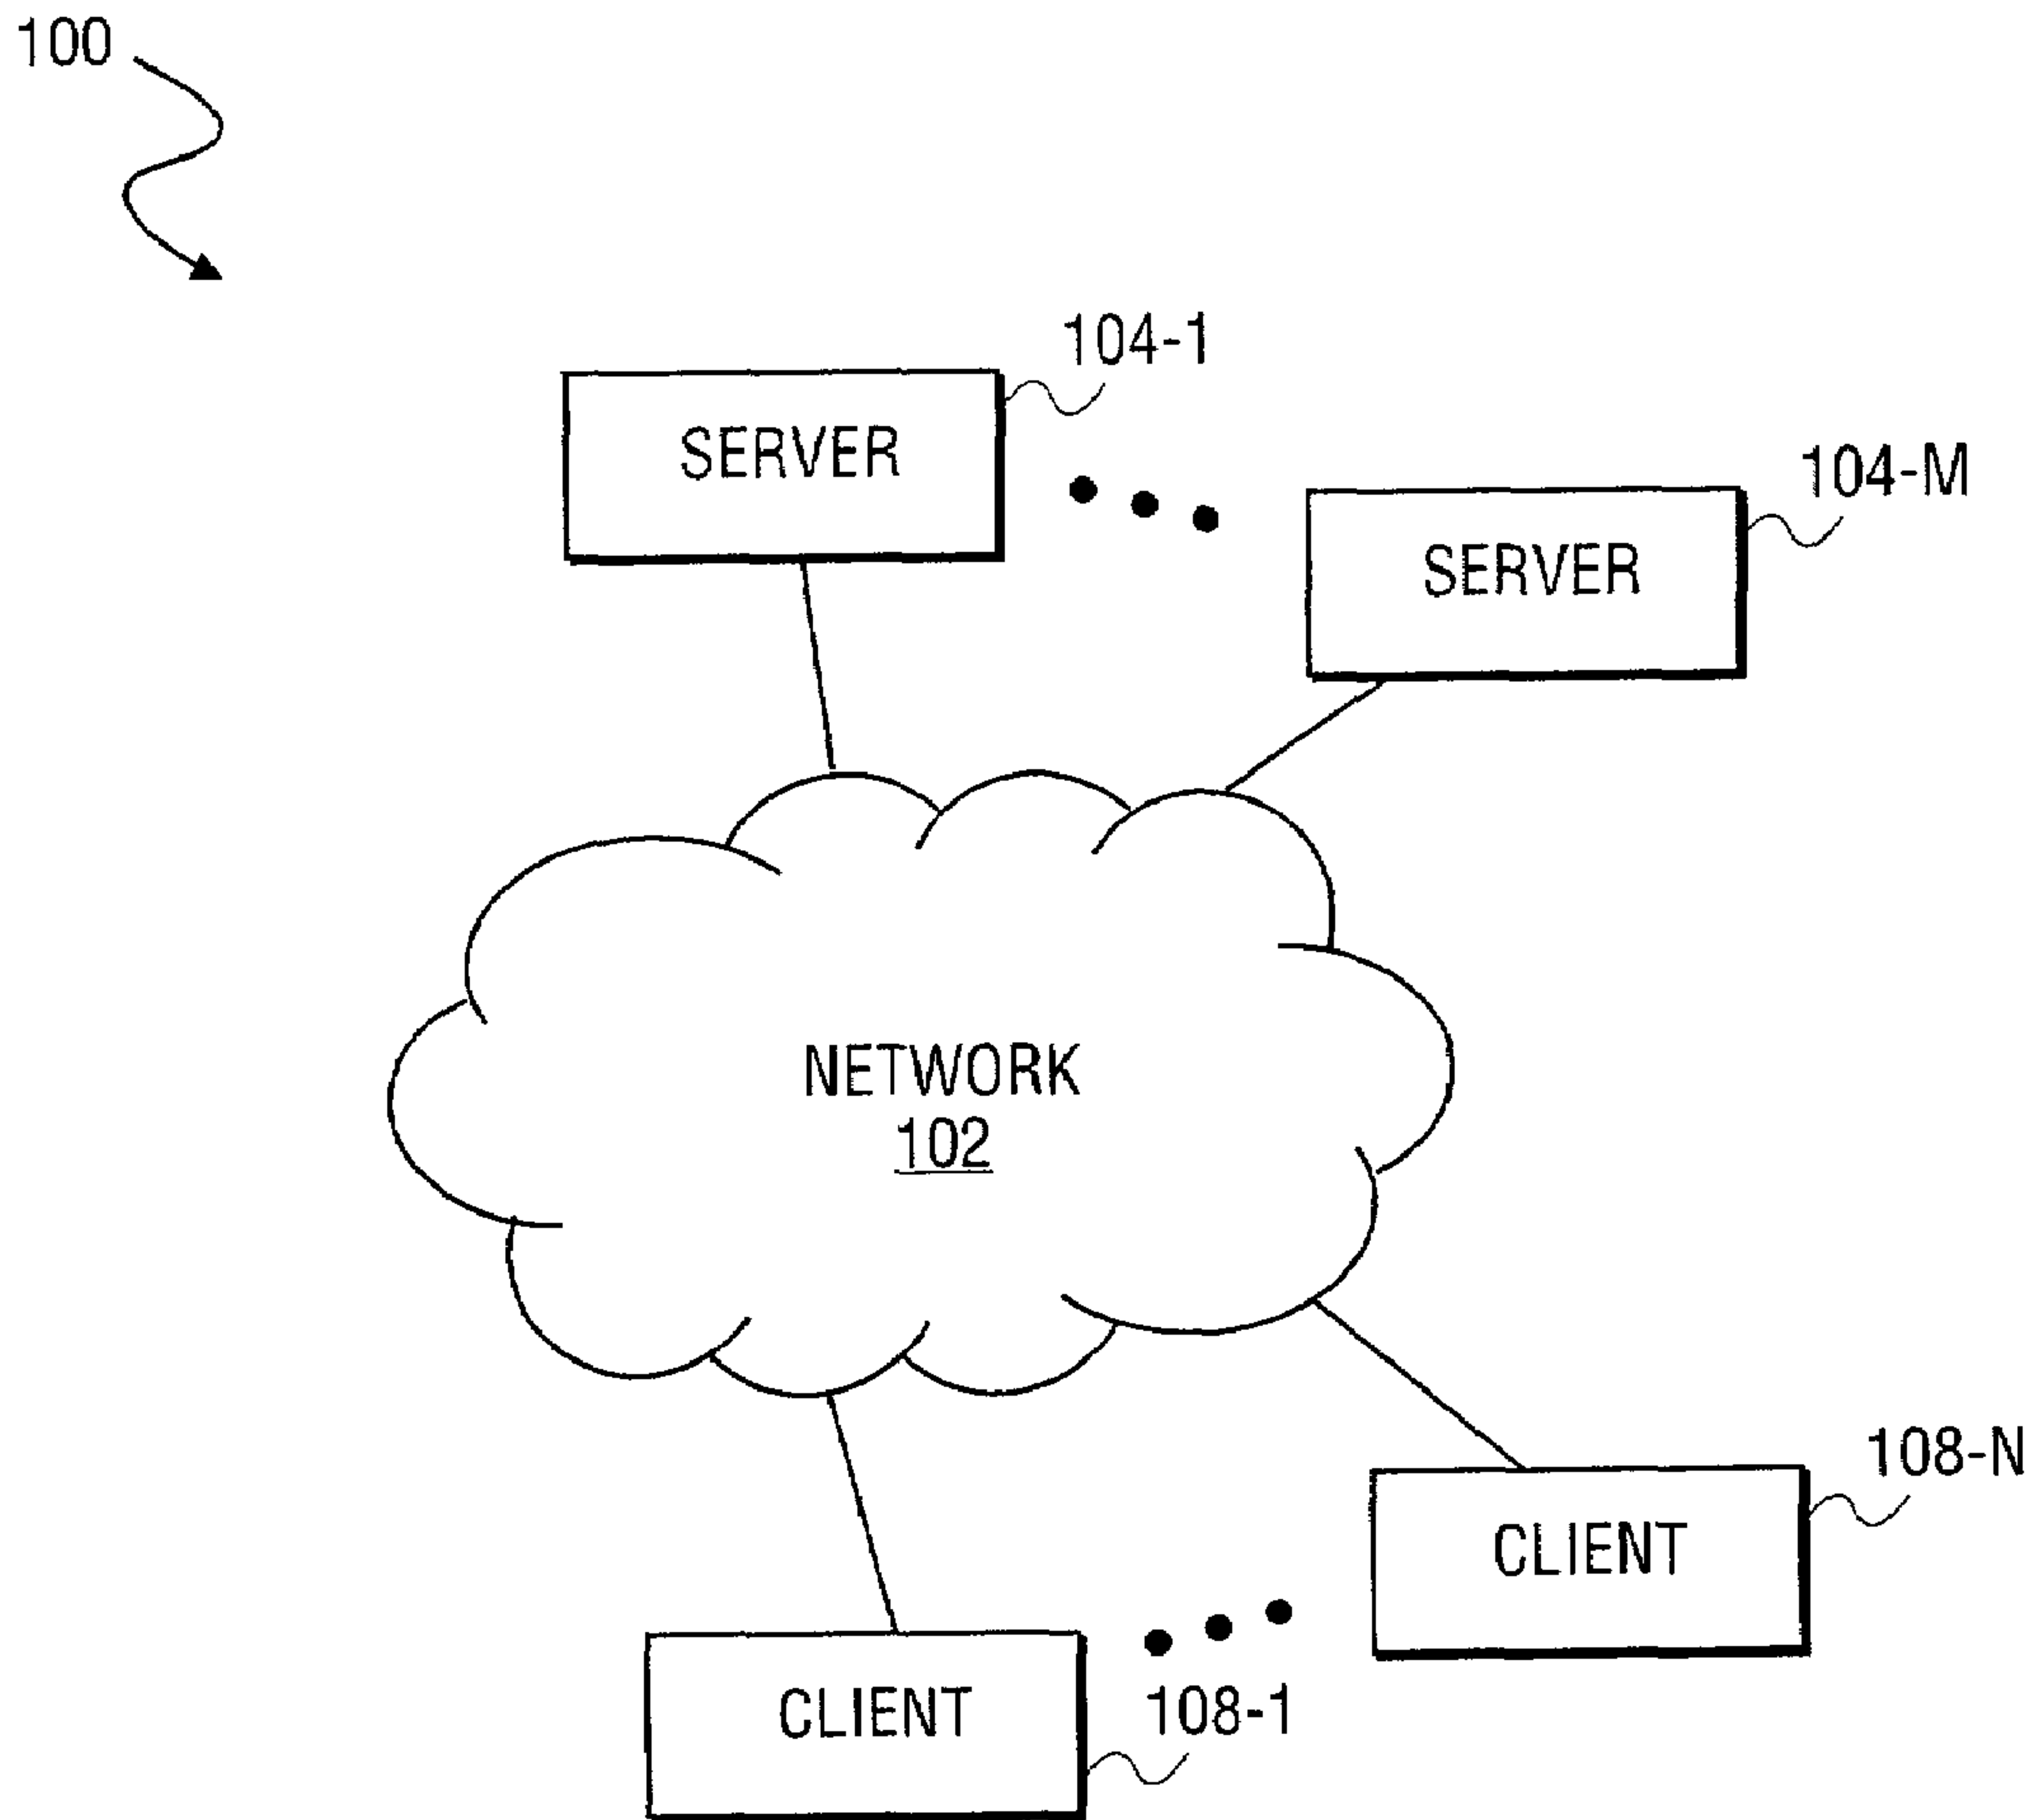 100
104-1
SERVER
104-M
SERVER
NETWORK
102
108-N
CLIENT
108-1
CLIENT